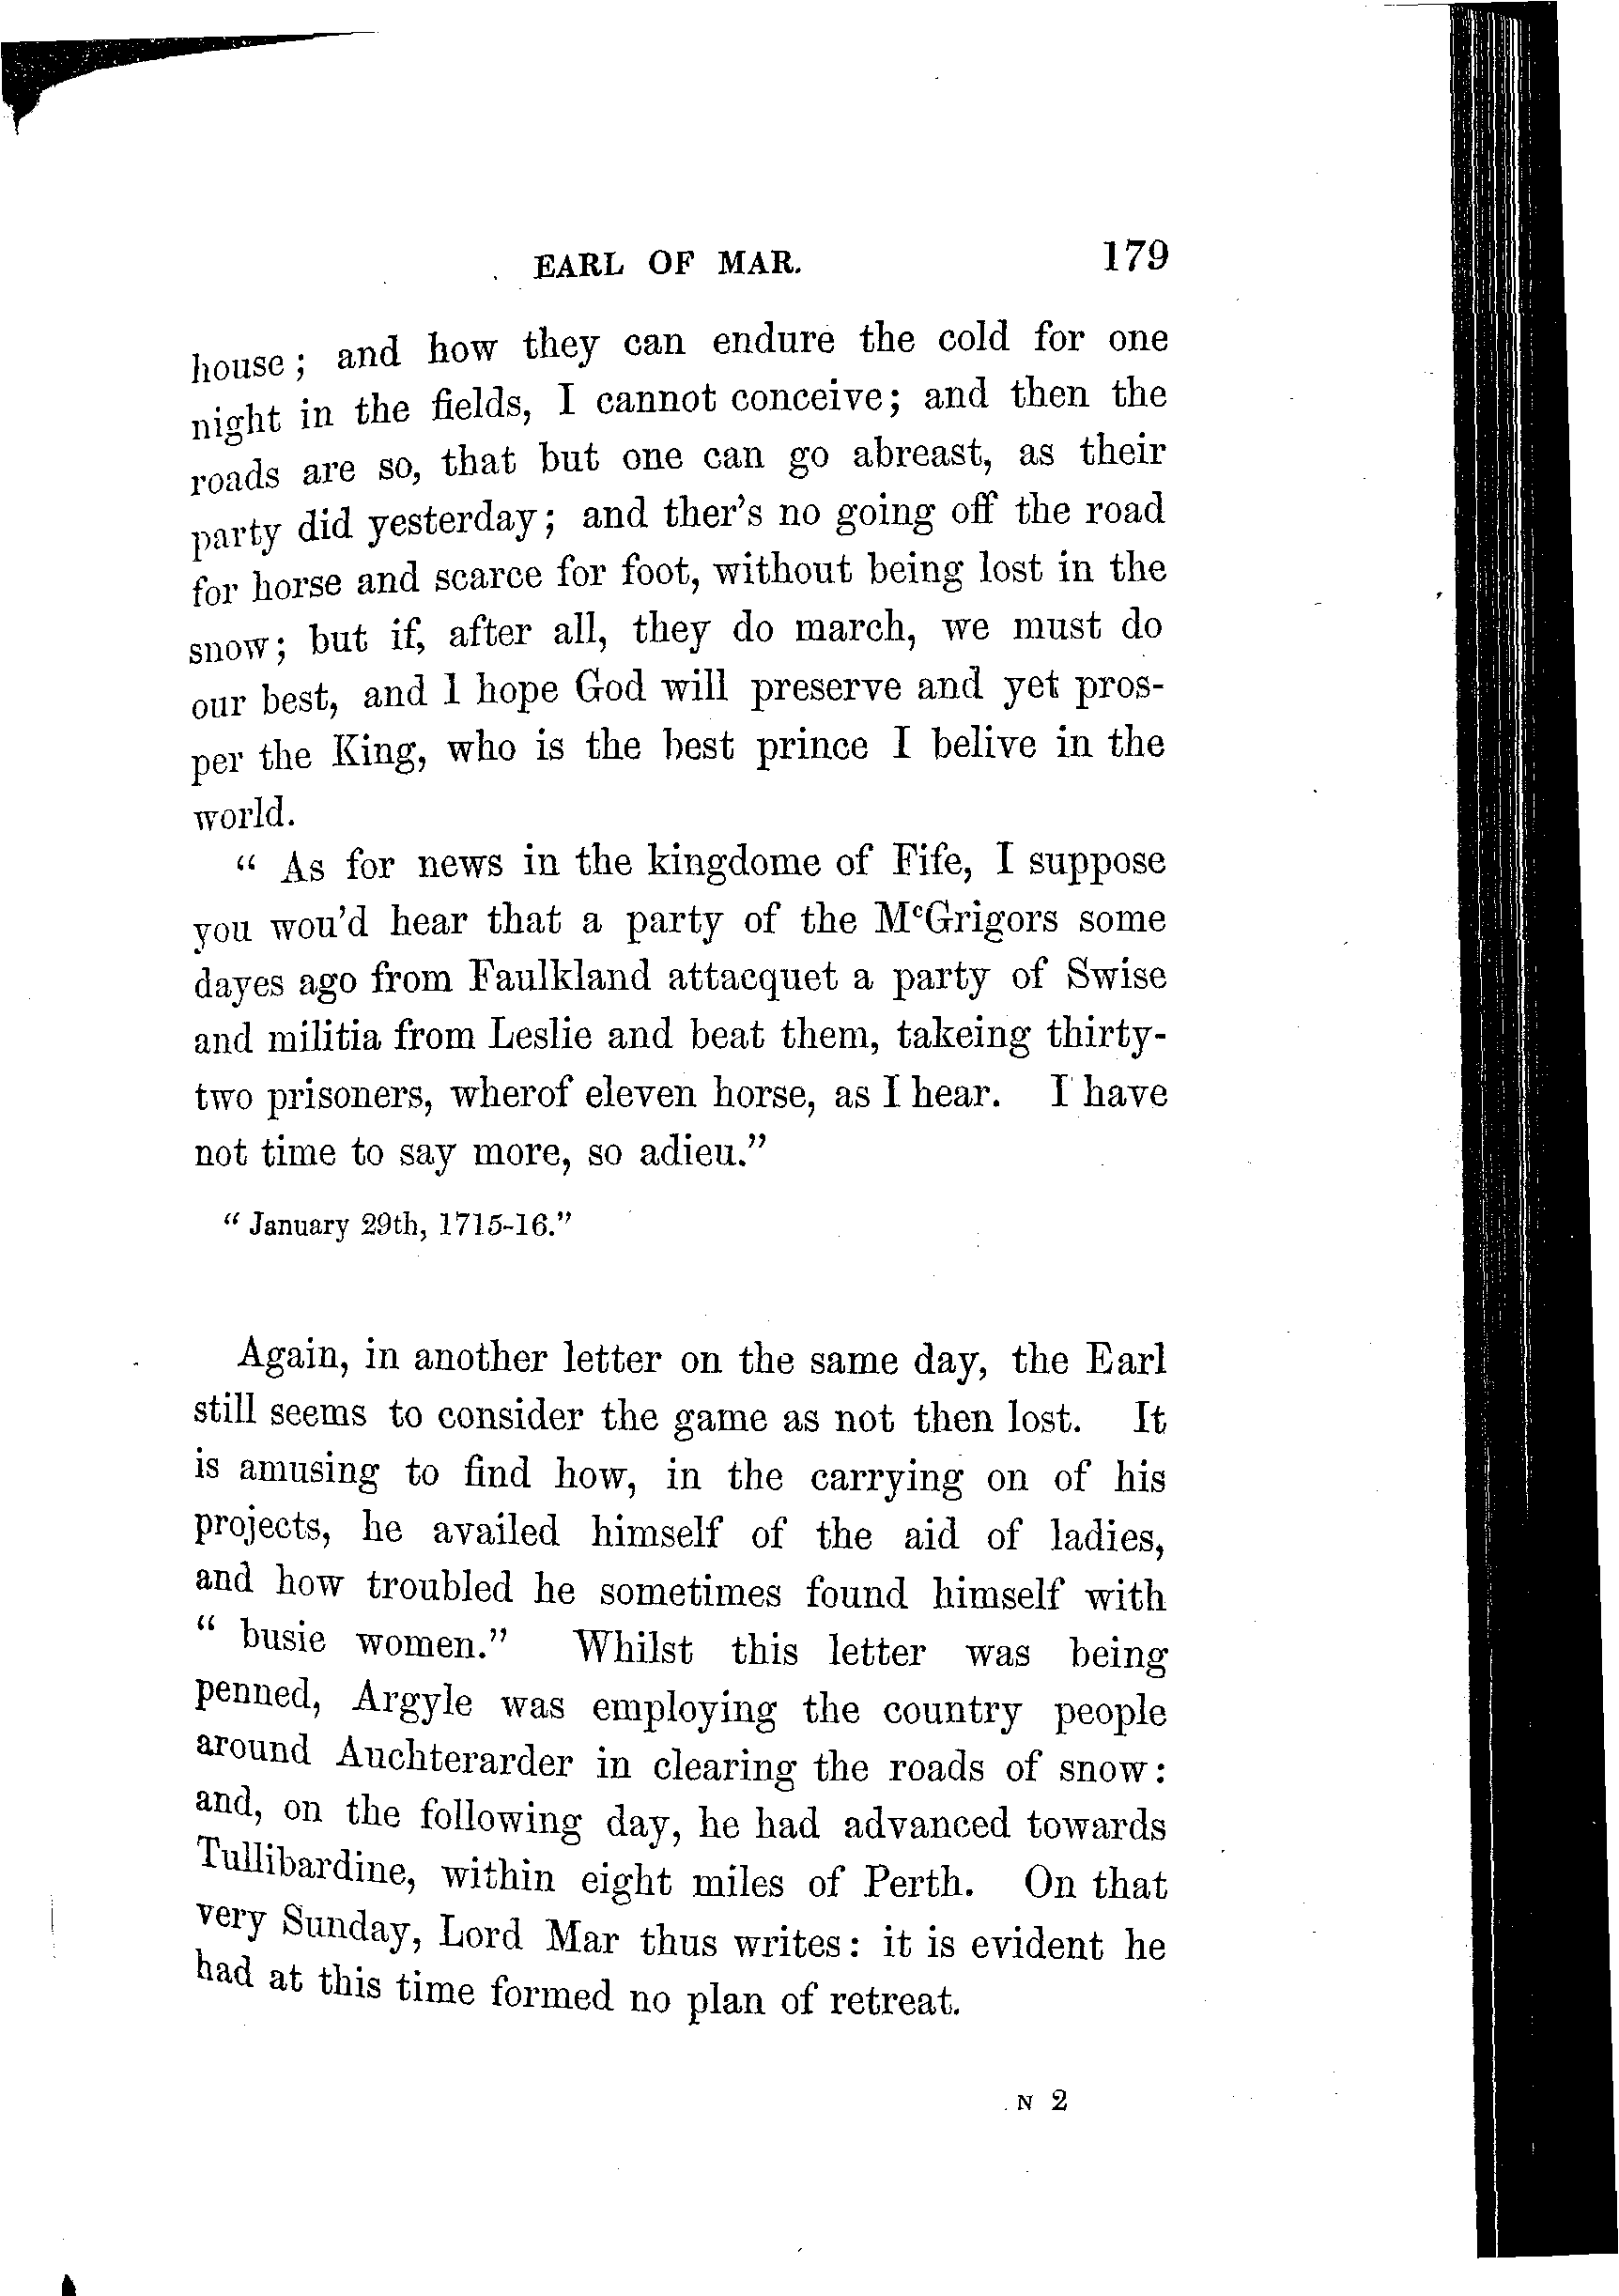 EARL OF MAR. 179
house; and how they can endure the cold for one
night in the fields, I cannot conceive; and then the
roads are so, that but one can go abreast, as their
party did yesterday; and ther's no going off the road
for horse and scarce for foot, without being lost in the
snow; but if, after all, they do march, we must do
our best, and I hope God will preserve and yet pros-
per the King, who is the best prince I belive in the
world.
“ As for news in the kingdome of Fife, I suppose
you wou'd hear that a party of the McGrigors some
dayes ago from Faulkland attacquet a party of Swise
and militia from Leslie and beat them, takeing thirty-
two prisoners, wherof eleven horse, as I hear. I have
not time to say more, so adieu.”
“ January 29th, 1715-16.”
Again, in another letter on the same day, the Earl
still seems to consider the game as not then lost. It
is amusing to find how, in the carrying on of his
projects, he availed himself of the aid of ladies,
and how troubled he sometimes found himself with
“ busie women.” Whilst this letter was being
penned, Argyle was employing the country people
around Auchterarder in clearing the roads of snow:
and, on the following day, he had advanced towards
Tullibardine, within eight miles of Perth. On that
very Sunday, Lord Mar thus writes: it is evident he
had at this time formed no plan of retreat.
N 2